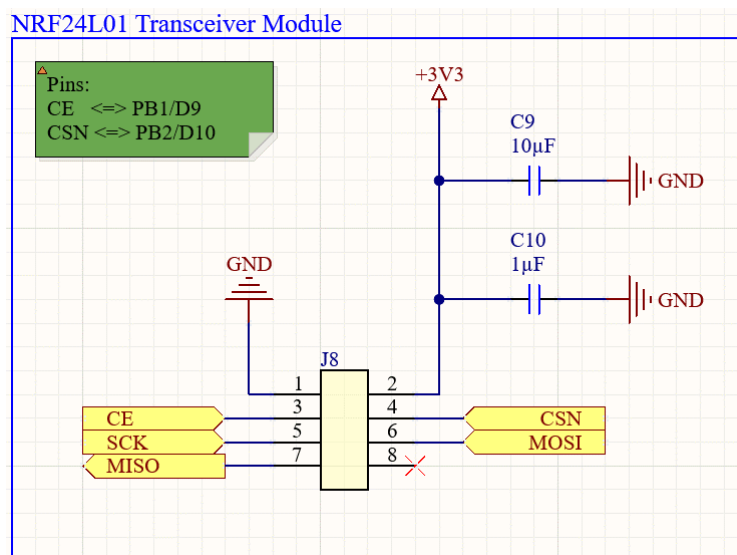 NRF24L01 Transceiver Module
Pins:
CE <=> PB1/D9
CSN <=> PB2/D10
+3V3
C9
10µF
GND
C10
1µF
GND
GND
J8
1 2
CE 3 4 CSN
SCK 5 6 MOSI
MISO 7 8